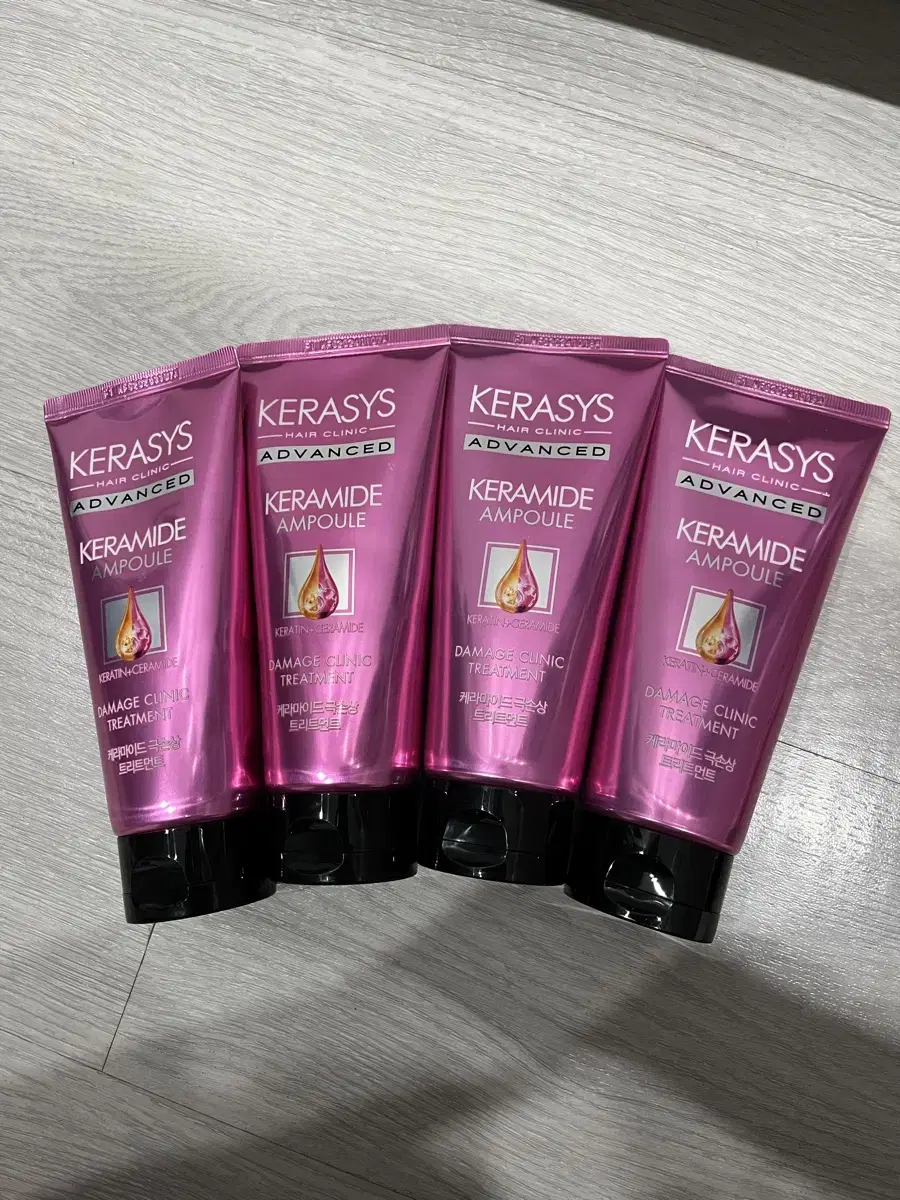 KERASYS
HAIR CLINIC
ADVANCED
KERAMIDE
AMPOULE
KERATIN+CERAMIDE
DAMAGE CLINIC
TREATMENT
케라마이드 극손상
트리트먼트
KERASYS
HAIR CLINIC
ADVANCED
KERAMIDE
AMPOULE
KERATIN+CERAMIDE
DAMAGE CLINIC
TREATMENT
케라마이드 극손상
트리트먼트
KERASYS
HAIR CLINIC
ADVANCED
KERAMIDE
AMPOULE
KERATIN+CERAMIDE
DAMAGE CLINIC
TREATMENT
케라마이드 극손상
트리트먼트
KERASYS
HAIR CLINIC
ADVANCED
KERAMIDE
AMPOULE
KERATIN+CERAMIDE
DAMAGE CLINIC
TREATMENT
케라마이드 극손상
트리트먼트